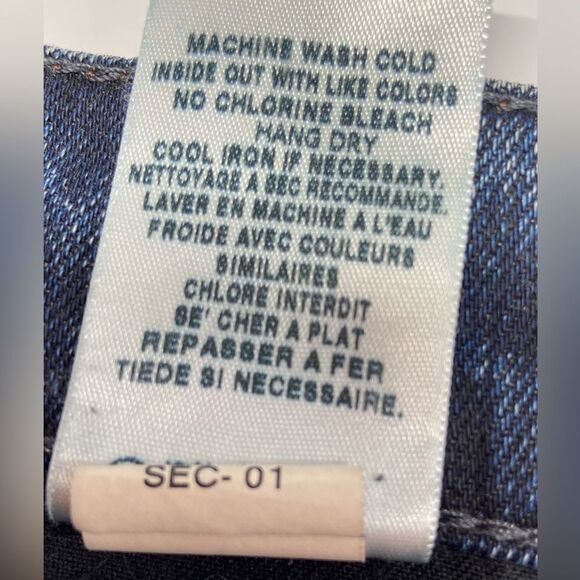 MACHINE WASH COLD
INSIDE OUT WITH LIKE COLORS
NO CHLORINE BLEACH
HANG DRY
COOL IRON IF NECESSARY.
NETTOYAGE A SEC RECOMMANDE.
LAVER EN MACHINE A L'EAU
FROIDE AVEC COULEURS
SIMILAIRES
CHLORE INTERDIT
SE' CHER A PLAT
REPASSER A FER
TIEDE SI NECESSAIRE.
SEC- 01